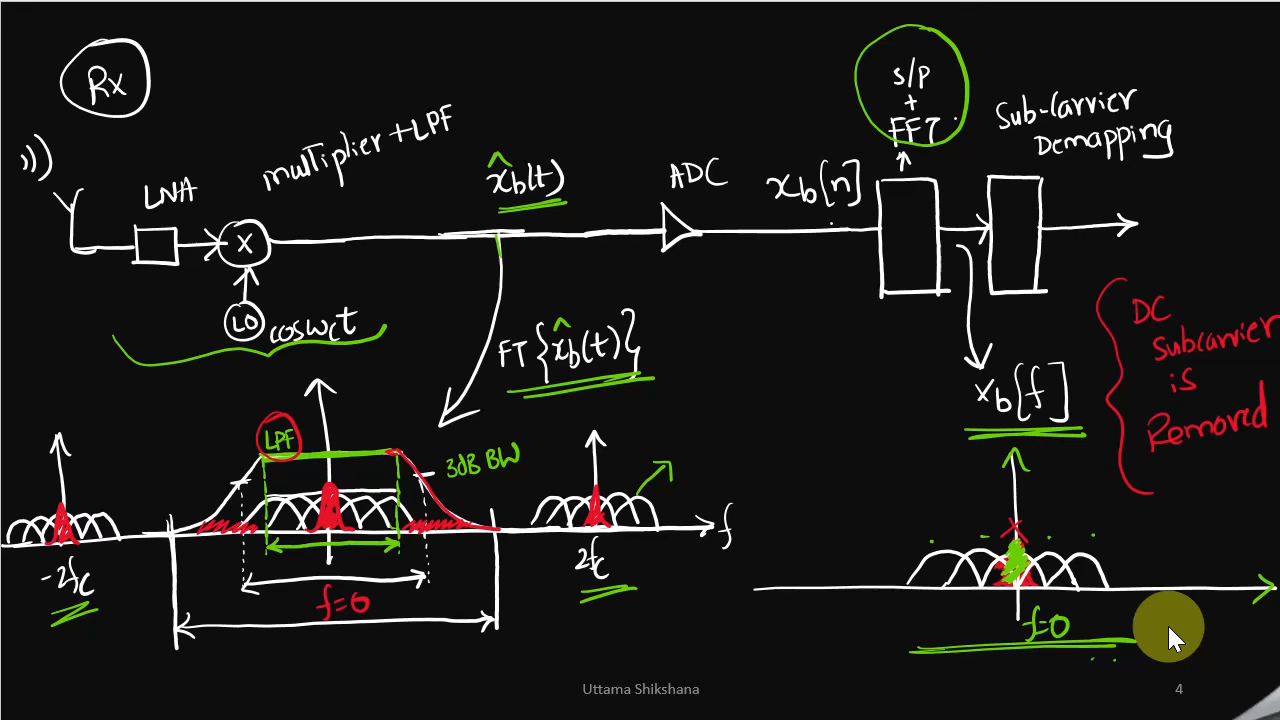 Rx
LNA
multiplier + LPF
x̂b(t)
ADC
xb[n]
S/P
+
FFT
Sub-Carrier
Demapping
X
LO
coswct
FT{x̂b(t)}
Xb[f]
DC
Subcarrier
is
Removed
LPF
3dB BW
f
-2fc
f=0
2fc
x
f=0
Uttama Shikshana
4